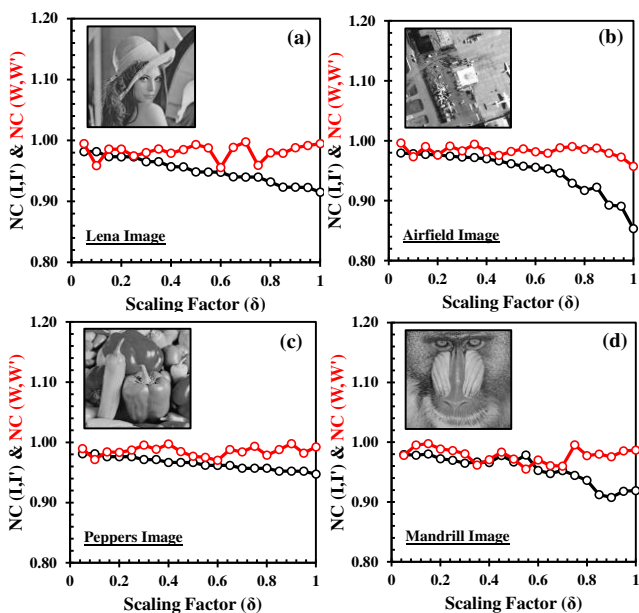 NC (I,I') & NC (W,W')
1.20
1.10
1.00
0.90
0.80
(a)
Lena Image
0 0.2 0.4 0.6 0.8 1
Scaling Factor (δ)
NC (I,I') & NC (W,W')
1.20
1.10
1.00
0.90
0.80
(b)
Airfield Image
0 0.2 0.4 0.6 0.8 1
Scaling Factor (δ)
NC (I,I') & NC (W,W')
1.20
1.10
1.00
0.90
0.80
(c)
Peppers Image
0 0.2 0.4 0.6 0.8 1
Scaling Factor (δ)
NC (I,I') & NC (W,W')
1.20
1.10
1.00
0.90
0.80
(d)
Mandrill Image
0 0.2 0.4 0.6 0.8 1
Scaling Factor (δ)